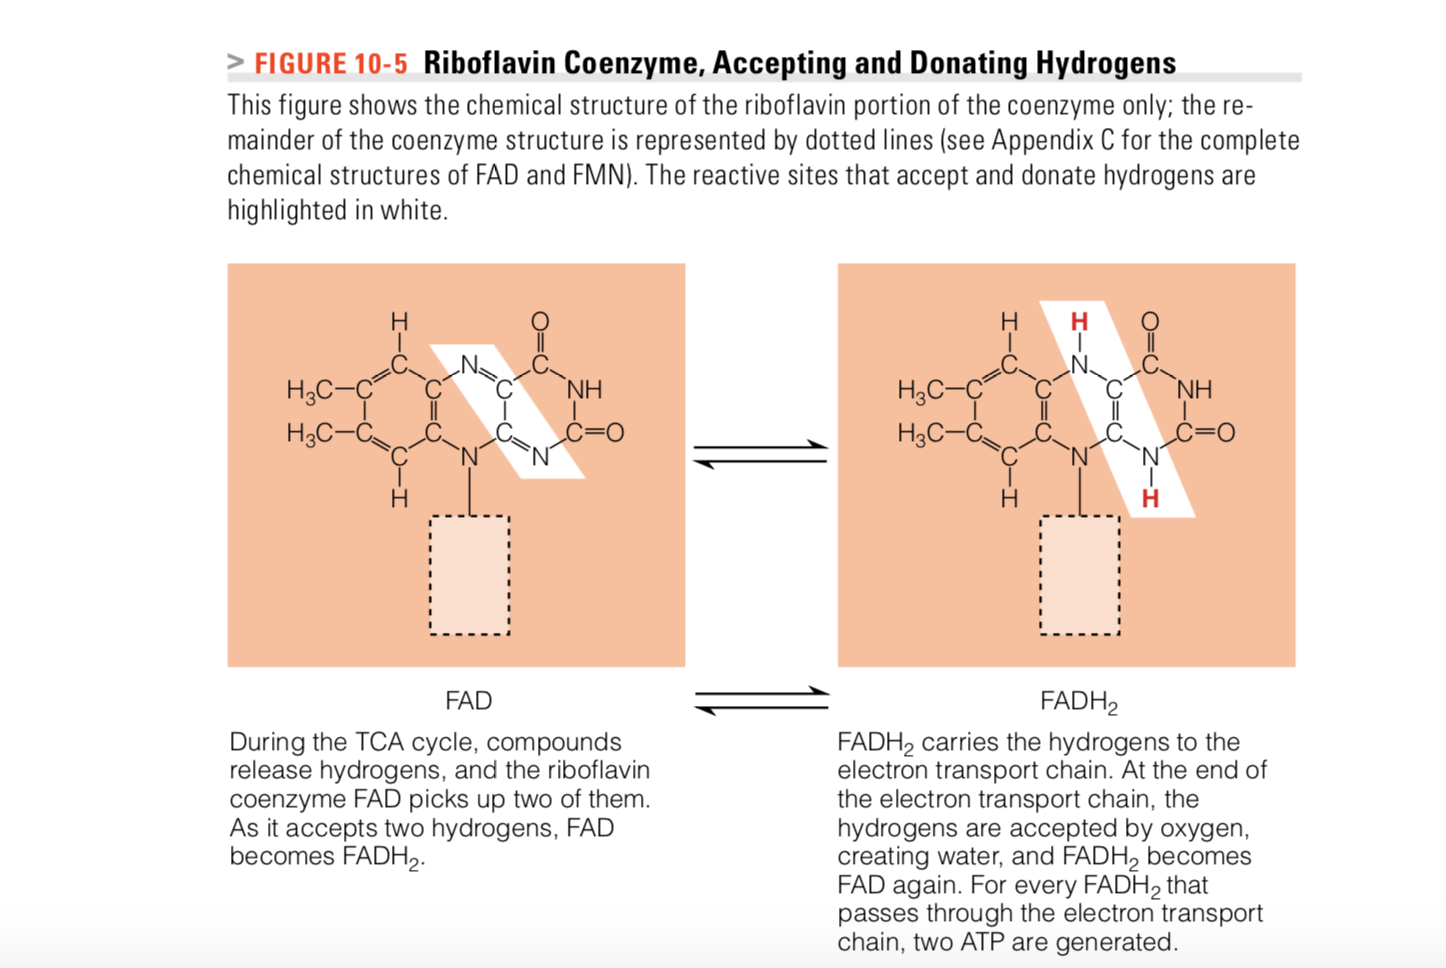 > FIGURE 10-5 Riboflavin Coenzyme, Accepting and Donating Hydrogens
This figure shows the chemical structure of the riboflavin portion of the coenzyme only; the re-
mainder of the coenzyme structure is represented by dotted lines (see Appendix C for the complete
chemical structures of FAD and FMN). The reactive sites that accept and donate hydrogens are
highlighted in white.
H O
C N C
H₃C–C C C NH
H₃C–C C C C=O
C N N
H
H H O
C N C
H₃C–C C C NH
H₃C–C C C C=O
C N N
H H
FAD
During the TCA cycle, compounds
release hydrogens, and the riboflavin
coenzyme FAD picks up two of them.
As it accepts two hydrogens, FAD
becomes FADH₂.
FADH₂
FADH₂ carries the hydrogens to the
electron transport chain. At the end of
the electron transport chain, the
hydrogens are accepted by oxygen,
creating water, and FADH₂ becomes
FAD again. For every FADH₂ that
passes through the electron transport
chain, two ATP are generated.